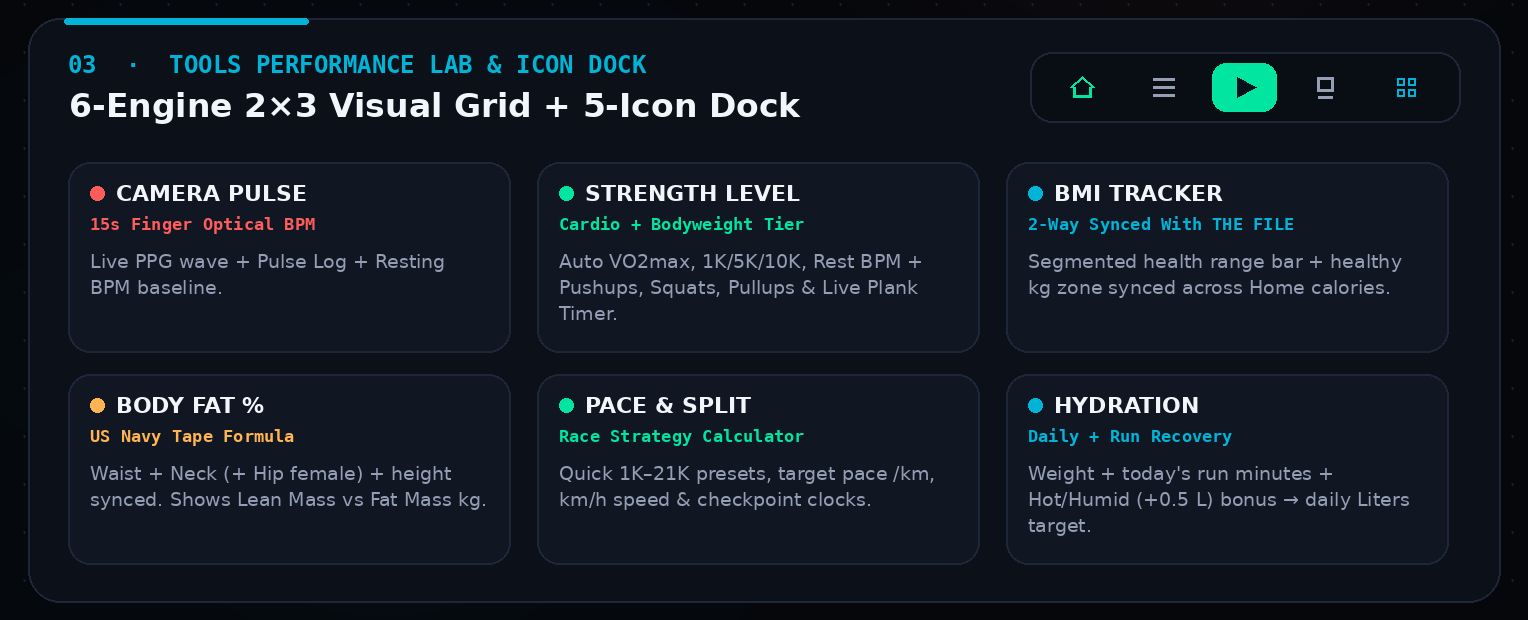 03 · TOOLS PERFORMANCE LAB & ICON DOCK
6-Engine 2×3 Visual Grid + 5-Icon Dock
CAMERA PULSE
15s Finger Optical BPM
Live PPG wave + Pulse Log + Resting
BPM baseline.
STRENGTH LEVEL
Cardio + Bodyweight Tier
Auto VO2max, 1K/5K/10K, Rest BPM +
Pushups, Squats, Pullups & Live Plank
Timer.
BMI TRACKER
2-Way Synced With THE FILE
Segmented health range bar + healthy
kg zone synced across Home calories.
BODY FAT %
US Navy Tape Formula
Waist + Neck (+ Hip female) + height
synced. Shows Lean Mass vs Fat Mass kg.
PACE & SPLIT
Race Strategy Calculator
Quick 1K–21K presets, target pace /km,
km/h speed & checkpoint clocks.
HYDRATION
Daily + Run Recovery
Weight + today's run minutes +
Hot/Humid (+0.5 L) bonus → daily Liters
target.